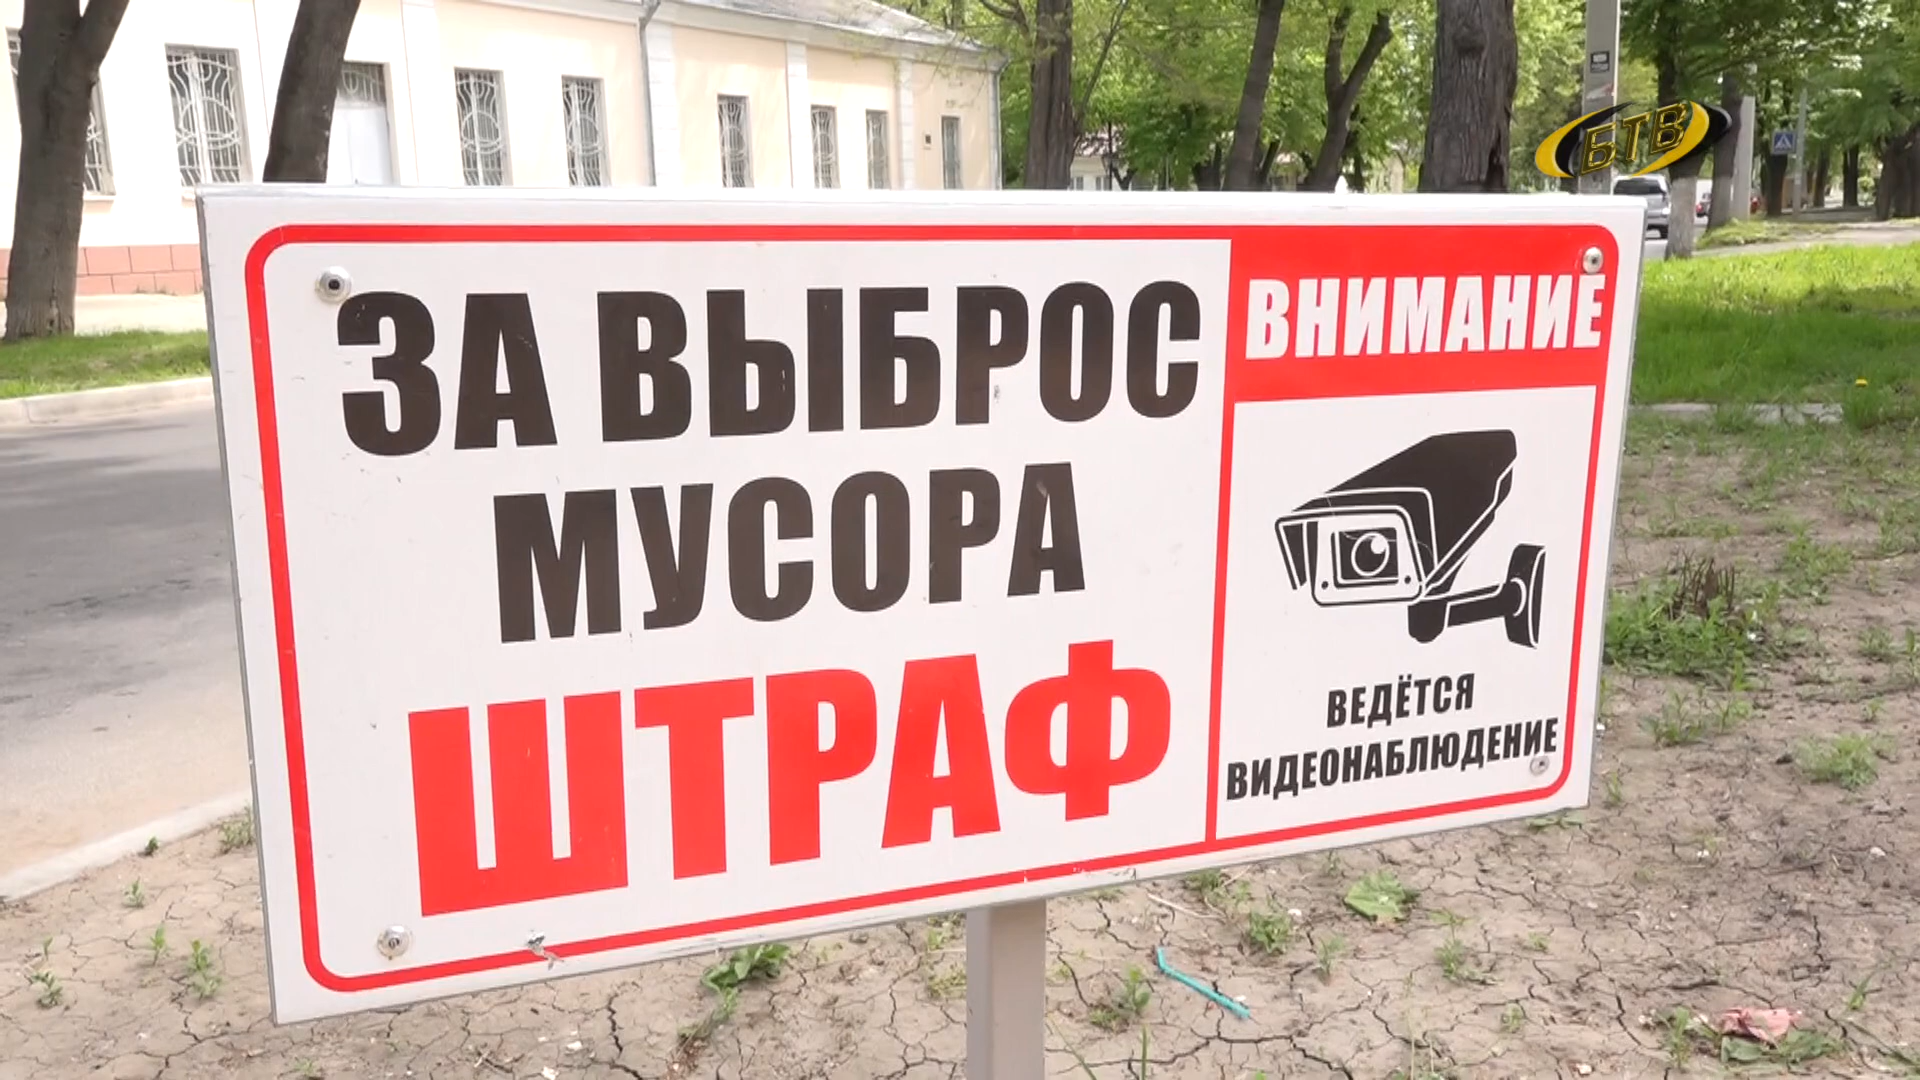 ЗА ВЫБРОС
МУСОРА
ШТРАФ
ВНИМАНИЕ
ВЕДЁТСЯ
ВИДЕОНАБЛЮДЕНИЕ
БТВ